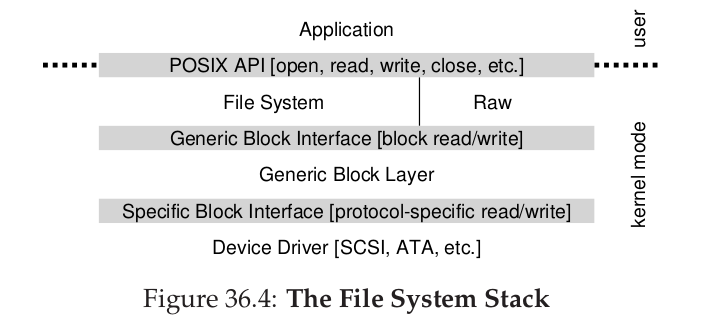 Application
user
POSIX API [open, read, write, close, etc.]
File System
Raw
Generic Block Interface [block read/write]
Generic Block Layer
kernel mode
Specific Block Interface [protocol-specific read/write]
Device Driver [SCSI, ATA, etc.]
Figure 36.4: The File System Stack